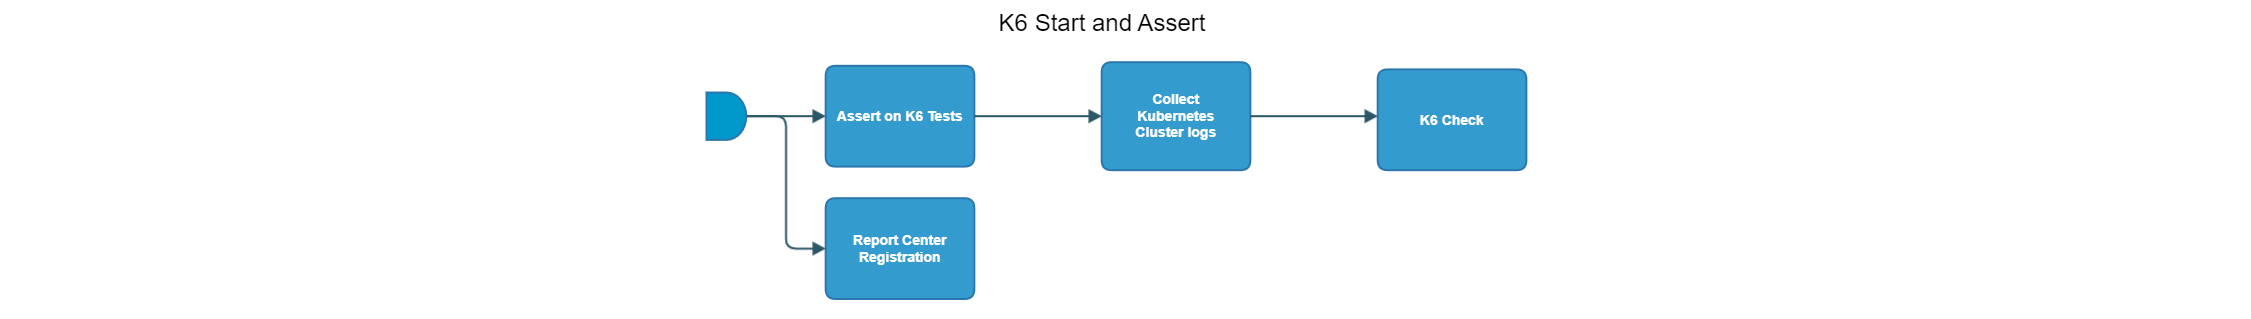 K6 Start and Assert
Assert on K6 Tests
Collect
Kubernetes
Cluster logs
K6 Check
Report Center
Registration